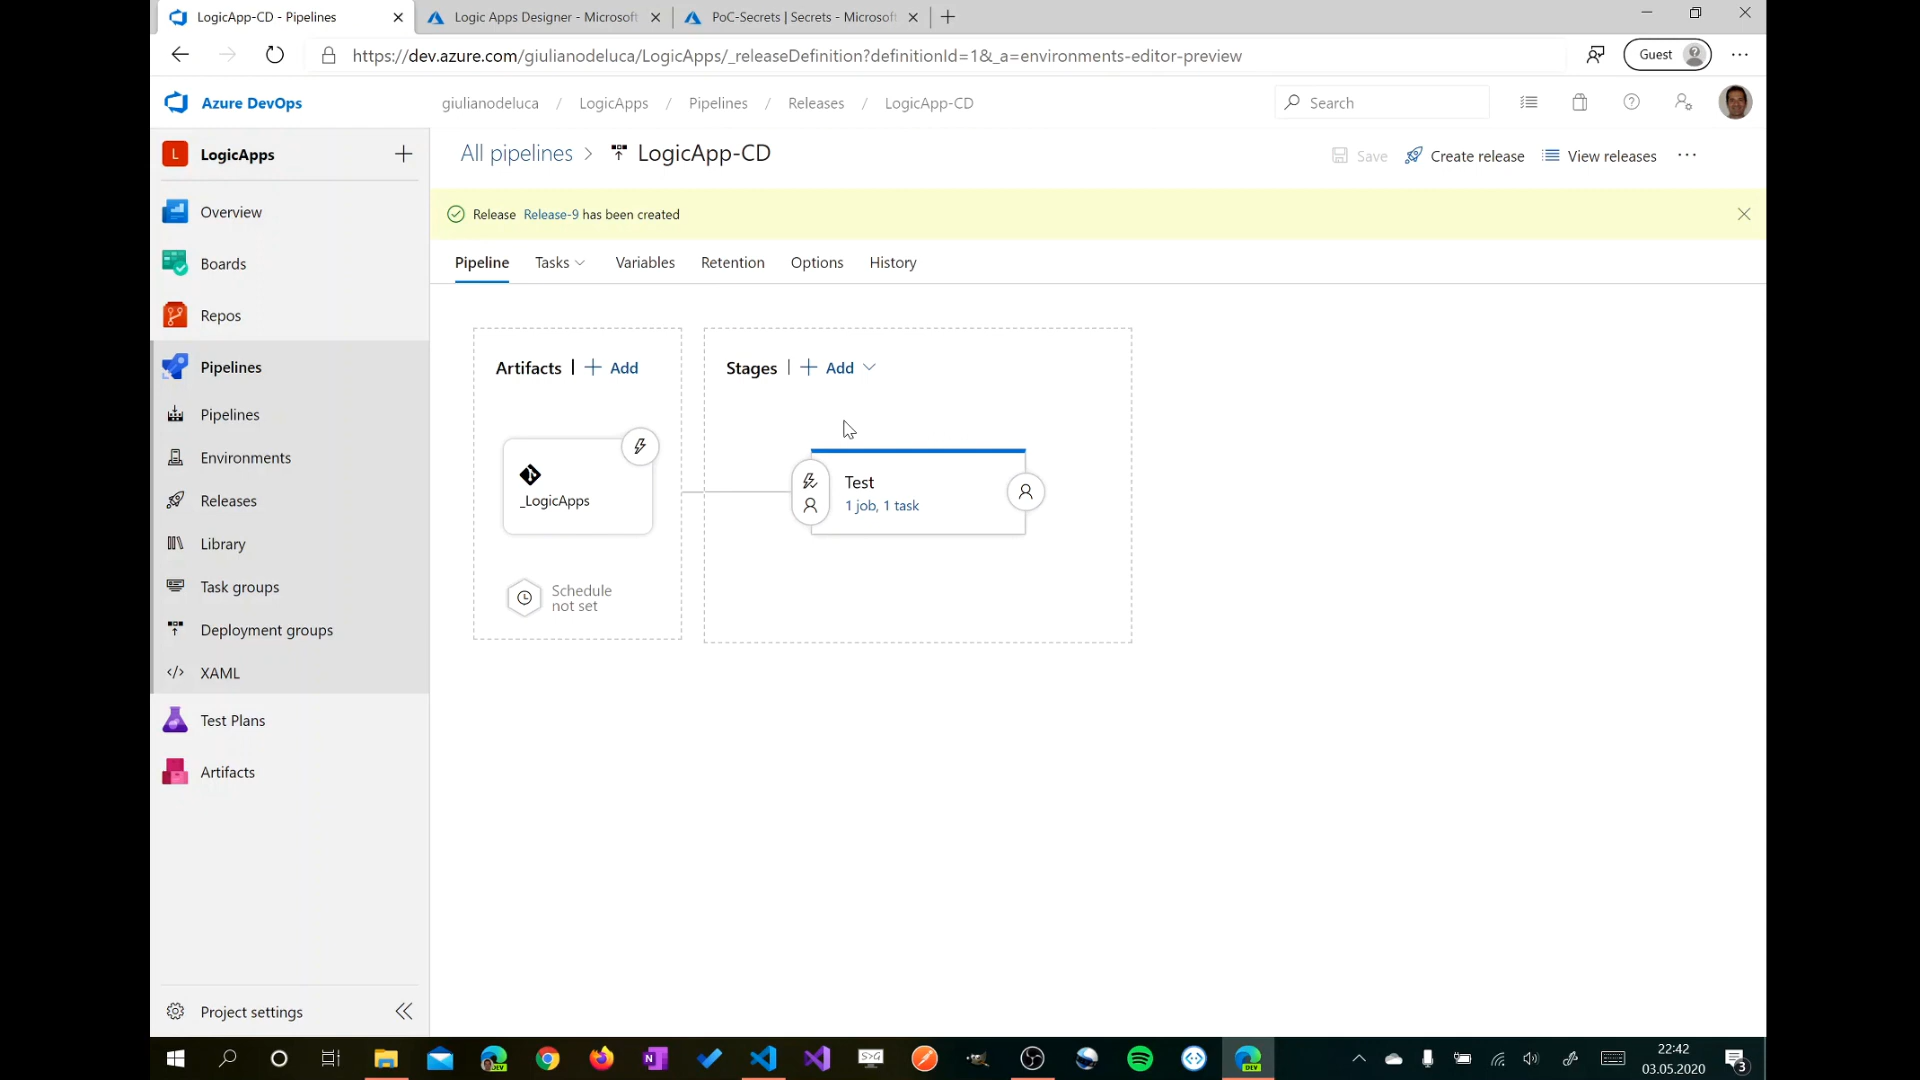 LogicApp-CD - Pipelines
Logic Apps Designer - Microsoft
PoC-Secrets | Secrets - Microsoft
https://dev.azure.com/giulianodeluca/LogicApps/_releaseDefinition?definitionId=1&_a=environments-editor-preview
Guest
Azure DevOps
giulianodeluca / LogicApps / Pipelines / Releases / LogicApp-CD
Search
L
LogicApps
All pipelines > LogicApp-CD
Save
Create release
View releases
Release Release-9 has been created
Overview
Boards
Repos
Pipelines
Pipelines
Environments
Releases
Library
Task groups
Deployment groups
XAML
Test Plans
Artifacts
Project settings
Pipeline
Tasks
Variables
Retention
Options
History
Artifacts | + Add
Stages | + Add
_LogicApps
Schedule
not set
Test
1 job, 1 task
DEV
S>G
DEV
22:42
03.05.2020
3